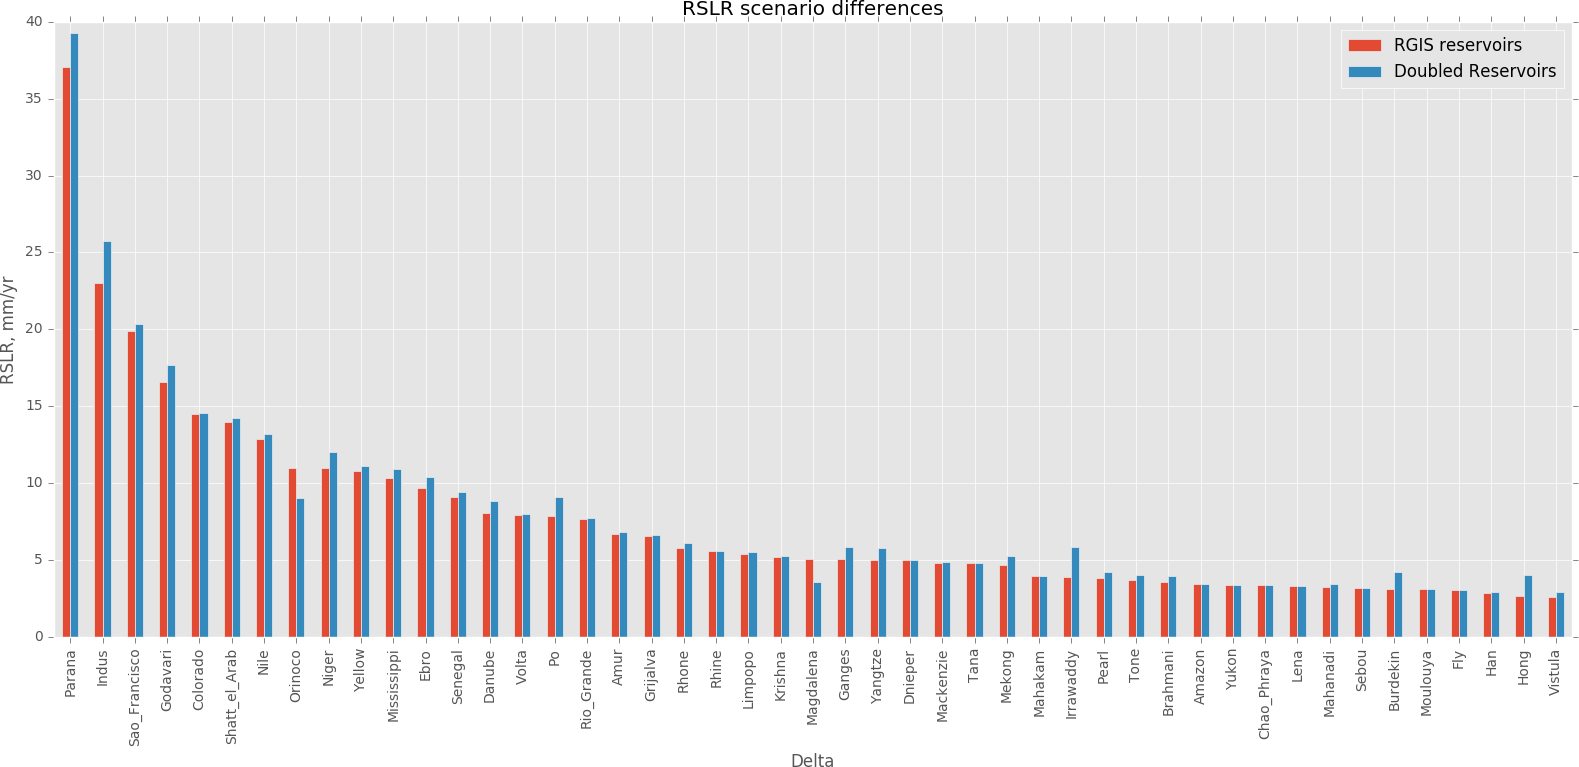 RSLR scenario differences
RGIS reservoirs
Doubled Reservoirs
RSLR, mm/yr
40
35
30
25
20
15
10
5
0
Parana
Indus
Sao_Francisco
Godavari
Colorado
Shatt_el_Arab
Nile
Orinoco
Niger
Yellow
Mississippi
Ebro
Senegal
Danube
Volta
Po
Rio_Grande
Amur
Grijalva
Rhone
Rhine
Limpopo
Krishna
Magdalena
Ganges
Yangtze
Dnieper
Mackenzie
Tana
Mekong
Mahakam
Irrawaddy
Pearl
Tone
Brahmani
Amazon
Yukon
Chao_Phraya
Lena
Mahanadi
Sebou
Burdekin
Moulouya
Fly
Han
Hong
Vistula
Delta